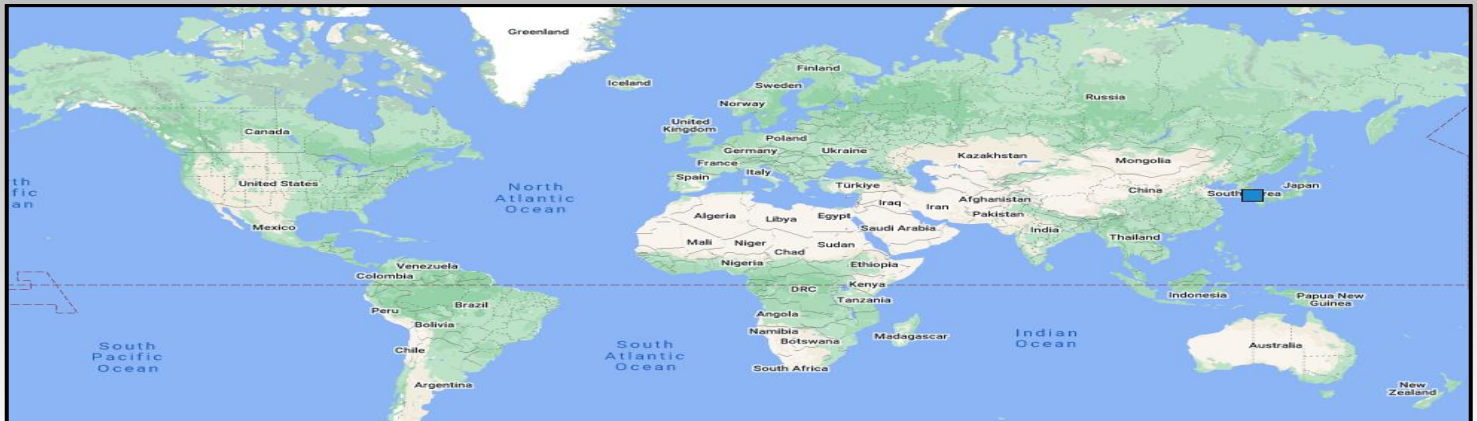 Greenland
Iceland
Finland
Sweden
Norway
Russia
United
Kingdom
Canada
Poland
Germany
Ukraine
France
Kazakhstan
Mongolia
Italy
Spain
United States
North
Atlantic
Ocean
Türkiye
China
South
rea
Japan
Afghanistan
Iraq
Iran
Pakistan
Algeria
Libya
Egypt
Saudi Arabia
India
Mexico
Mali
Niger
Chad
Sudan
Thailand
Venezuela
Colombia
Nigeria
Ethiopia
DRC
Kenya
Tanzania
Indonesia
Papua New
Guinea
Peru
Brazil
Bolivia
Angola
Namibia
Botswana
Madagascar
Indian
Ocean
South
Pacific
Ocean
Chile
South
Atlantic
Ocean
Australia
South Africa
Argentina
New
Zealand